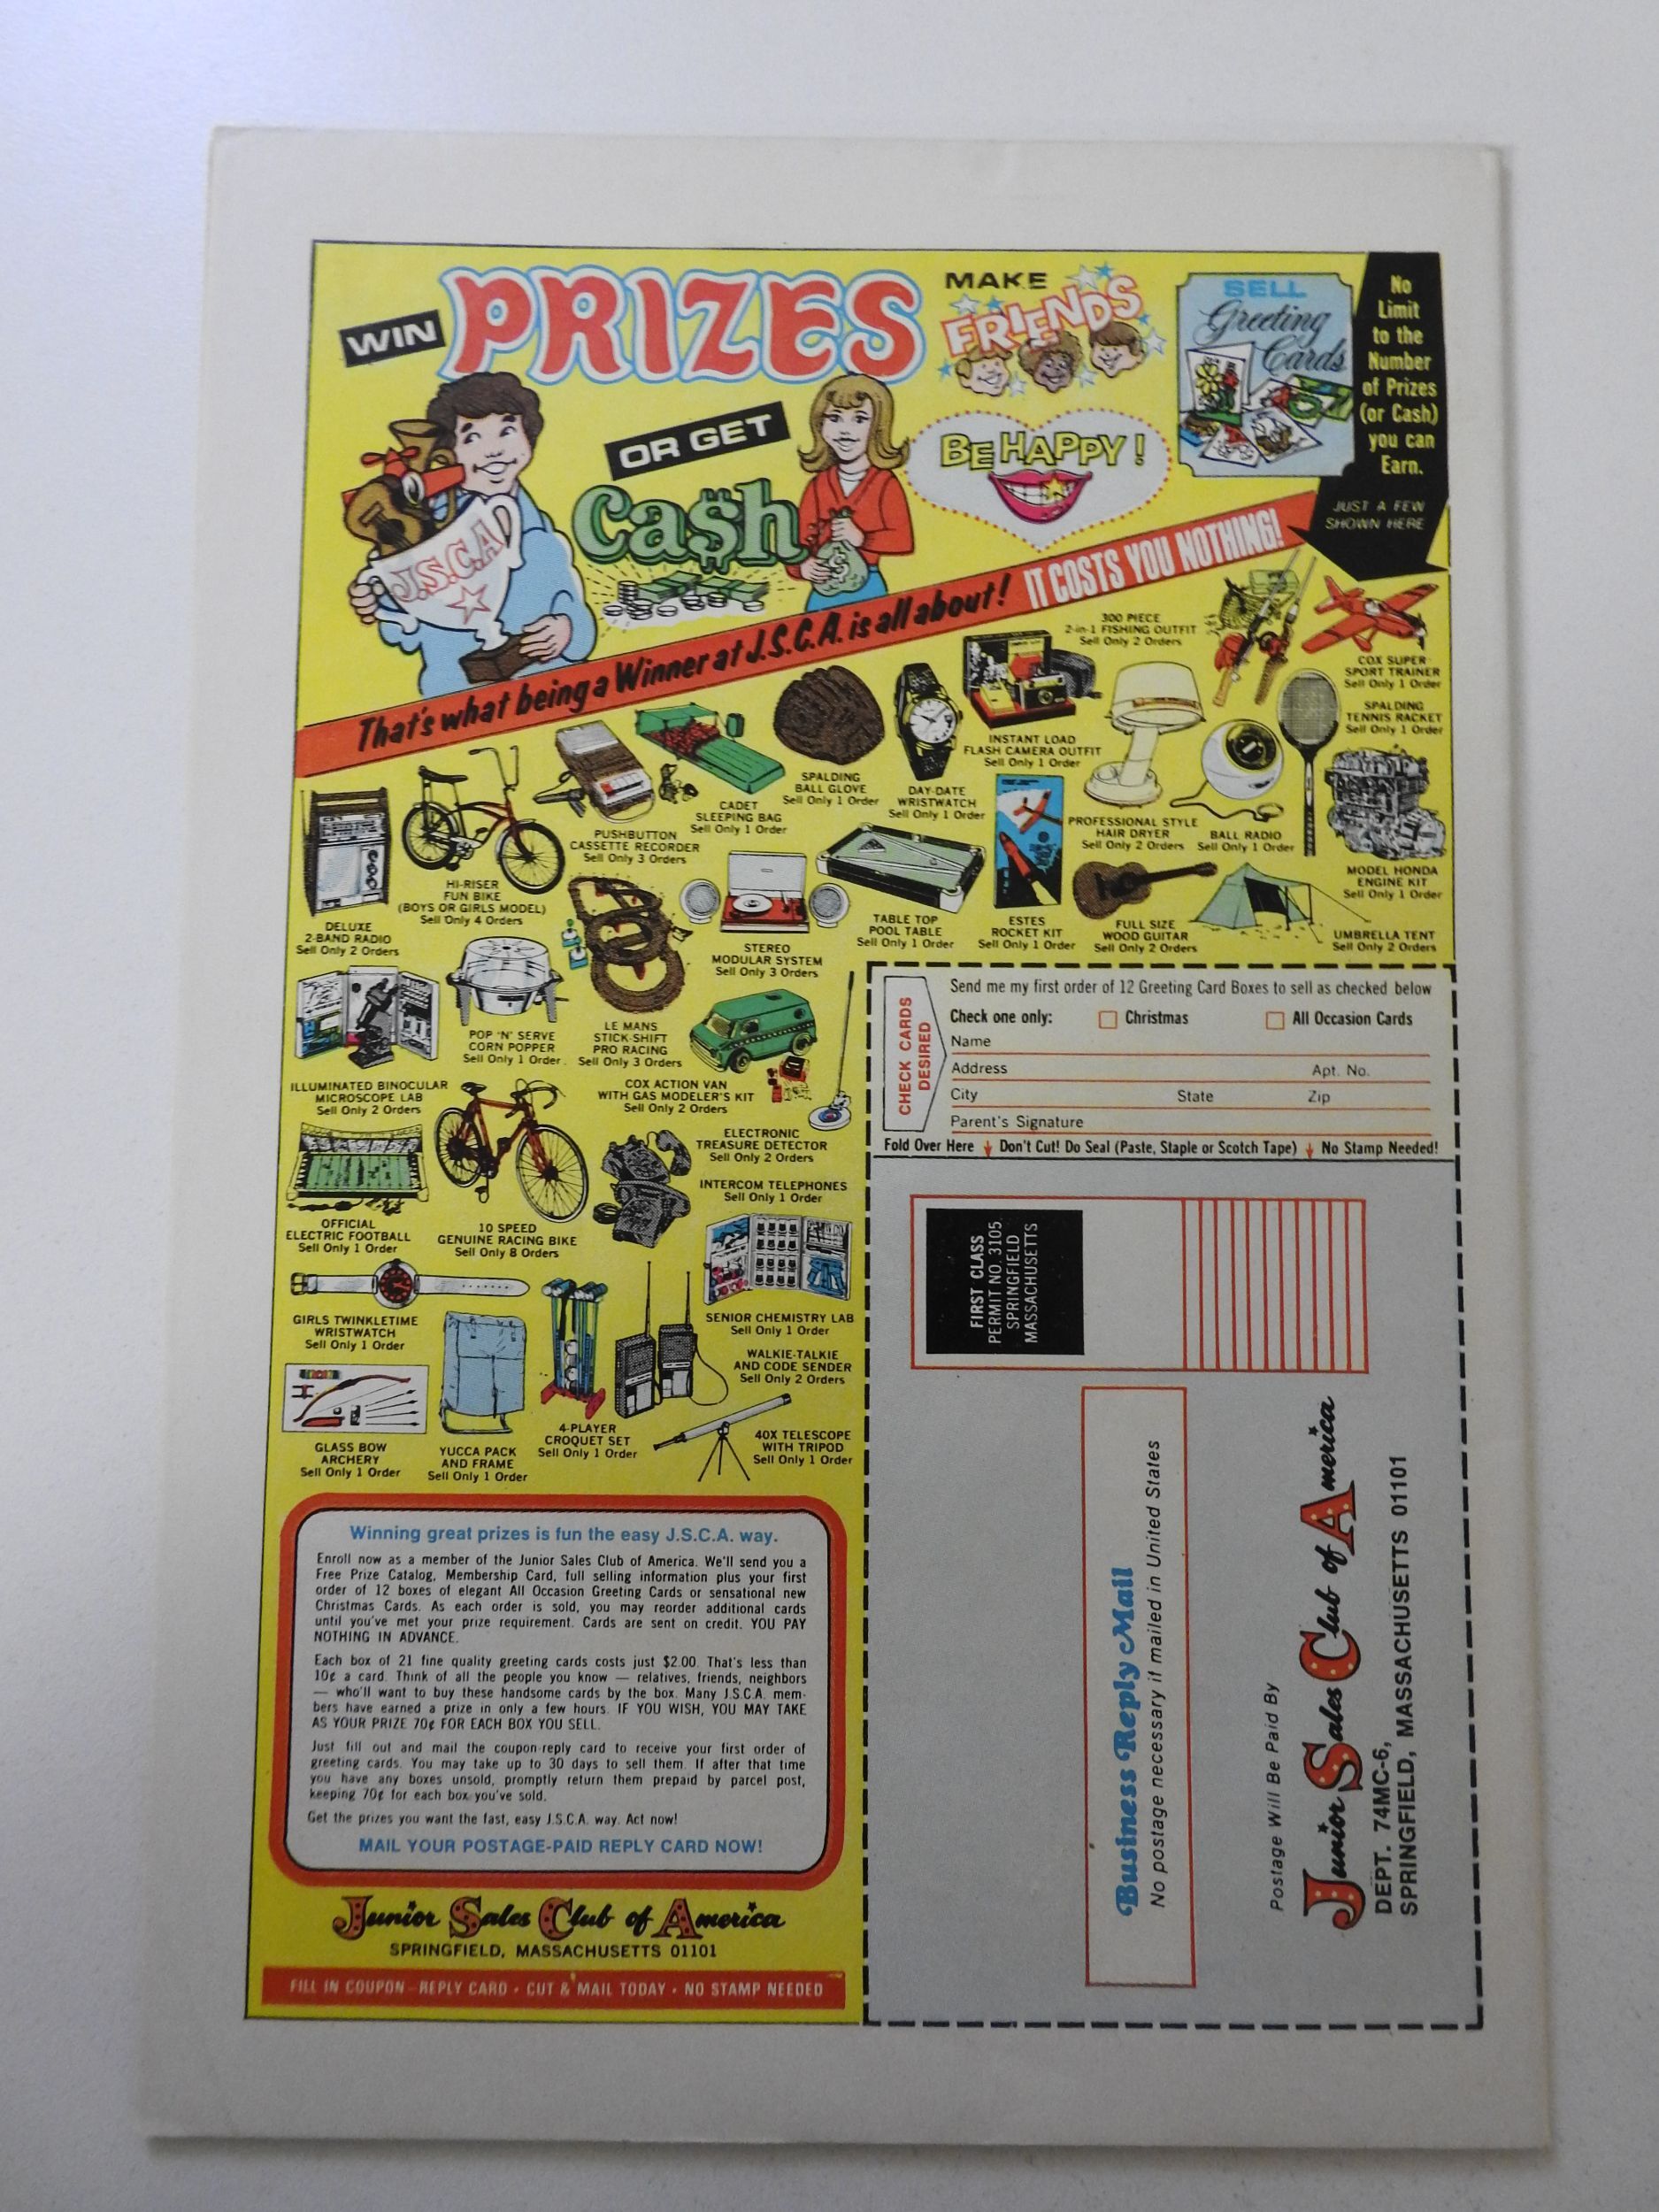 WIN PRIZES
OR GET
Ca$h
MAKE
FRIENDS
BE HAPPY!
SELL
Greeting
Cards
No
Limit
to the
Number
of Prizes
(or Cash)
you can
Earn.
JUST A FEW
SHOWN HERE
J.S.C.A
That's what being a Winner at J.S.C.A. is all about! IT COSTS YOU NOTHING!
300 PIECE
2-in-1 FISHING OUTFIT
Sell Only 2 Orders
COX SUPER
SPORT TRAINER
Sell Only 1 Order
SPALDING
TENNIS RACKET
Sell Only 1 Order
INSTANT LOAD
FLASH CAMERA OUTFIT
Sell Only 1 Order
SPALDING
BALL GLOVE
Sell Only 1 Order
DAY-DATE
WRISTWATCH
Sell Only 1 Order
CADET
SLEEPING BAG
Sell Only 1 Order
PUSHBUTTON
CASSETTE RECORDER
Sell Only 3 Orders
PROFESSIONAL STYLE
HAIR DRYER
Sell Only 2 Orders
BALL RADIO
Sell Only 1 Order
MODEL HONDA
ENGINE KIT
Sell Only 1 Order
HI-RISER
FUN BIKE
(BOYS OR GIRLS MODEL)
Sell Only 4 Orders
DELUXE
2-BAND RADIO
Sell Only 2 Orders
STEREO
MODULAR SYSTEM
Sell Only 3 Orders
TABLE TOP
POOL TABLE
Sell Only 1 Order
ESTES
ROCKET KIT
Sell Only 1 Order
FULL SIZE
WOOD GUITAR
Sell Only 2 Orders
UMBRELLA TENT
Sell Only 2 Orders
POP 'N' SERVE
CORN POPPER
Sell Only 1 Order
LE MANS
STICK-SHIFT
PRO RACING
Sell Only 3 Orders
ILLUMINATED BINOCULAR
MICROSCOPE LAB
Sell Only 2 Orders
COX ACTION VAN
WITH GAS MODELER'S KIT
Sell Only 2 Orders
ELECTRONIC
TREASURE DETECTOR
Sell Only 2 Orders
INTERCOM TELEPHONES
Sell Only 1 Order
OFFICIAL
ELECTRIC FOOTBALL
Sell Only 1 Order
10 SPEED
GENUINE RACING BIKE
Sell Only 8 Orders
GIRLS TWINKLETIME
WRISTWATCH
Sell Only 1 Order
SENIOR CHEMISTRY LAB
Sell Only 1 Order
WALKIE-TALKIE
AND CODE SENDER
Sell Only 2 Orders
GLASS BOW
ARCHERY
Sell Only 1 Order
YUCCA PACK
AND FRAME
Sell Only 1 Order
4-PLAYER
CROQUET SET
Sell Only 1 Order
40X TELESCOPE
WITH TRIPOD
Sell Only 1 Order
Winning great prizes is fun the easy J.S.C.A. way.
Enroll now as a member of the Junior Sales Club of America. We'll send you a
Free Prize Catalog, Membership Card, full selling information plus your first
order of 12 boxes of elegant All Occasion Greeting Cards or sensational new
Christmas Cards. As each order is sold, you may reorder additional cards
until you've met your prize requirement. Cards are sent on credit. YOU PAY
NOTHING IN ADVANCE.
Each box of 21 fine quality greeting cards costs just $2.00. That's less than
10¢ a card. Think of all the people you know — relatives, friends, neighbors
— who'll want to buy these handsome cards by the box. Many J.S.C.A. mem-
bers have earned a prize in only a few hours. IF YOU WISH, YOU MAY TAKE
AS YOUR PRIZE 70¢ FOR EACH BOX YOU SELL.
Just fill out and mail the coupon-reply card to receive your first order of
greeting cards. You may take up to 30 days to sell them. If after that time
you have any boxes unsold, promptly return them prepaid by parcel post,
keeping 70¢ for each box you've sold.
Get the prizes you want the fast, easy J.S.C.A. way. Act now!
MAIL YOUR POSTAGE-PAID REPLY CARD NOW!
Junior Sales Club of America
SPRINGFIELD, MASSACHUSETTS 01101
FILL IN COUPON-REPLY CARD • CUT & MAIL TODAY • NO STAMP NEEDED
CHECK CARDS
DESIRED
Send me my first order of 12 Greeting Card Boxes to sell as checked below
Check one only: Christmas All Occasion Cards
Name
Address Apt. No.
City State Zip
Parent's Signature
Fold Over Here Don't Cut! Do Seal (Paste, Staple or Scotch Tape) No Stamp Needed!
FIRST CLASS
PERMIT NO. 3105
SPRINGFIELD
MASSACHUSETTS
Business Reply Mail
No postage necessary if mailed in United States
Postage Will Be Paid By
Junior Sales Club of America
DEPT. 74MC-6,
SPRINGFIELD, MASSACHUSETTS 01101